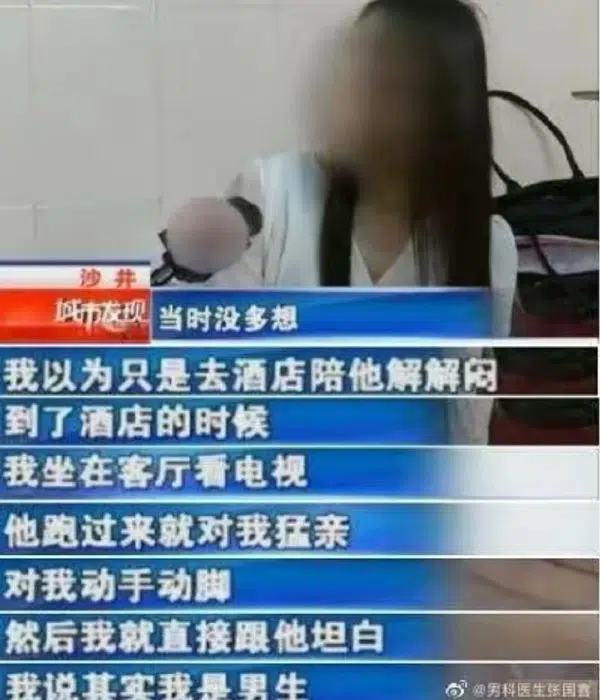 沙井
城市发现
当时没多想
我以为只是去酒店陪他解解闷
到了酒店的时候
我坐在客厅看电视
他跑过来就对我猛亲
对我动手动脚
然后我就直接跟他坦白
我说其实我是男生
@男科医生张国喜